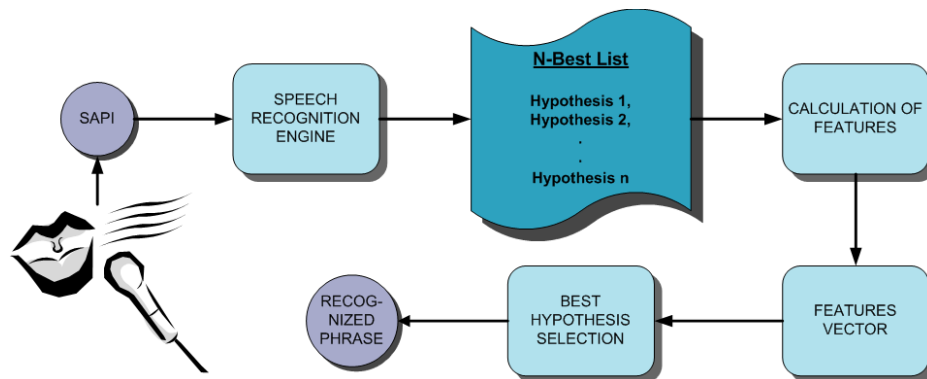 SAPI
SPEECH
RECOGNITION
ENGINE
N-Best List
Hypothesis 1,
Hypothesis 2,
.
.
Hypothesis n
CALCULATION OF
FEATURES
FEATURES
VECTOR
BEST
HYPOTHESIS
SELECTION
RECOG-
NIZED
PHRASE